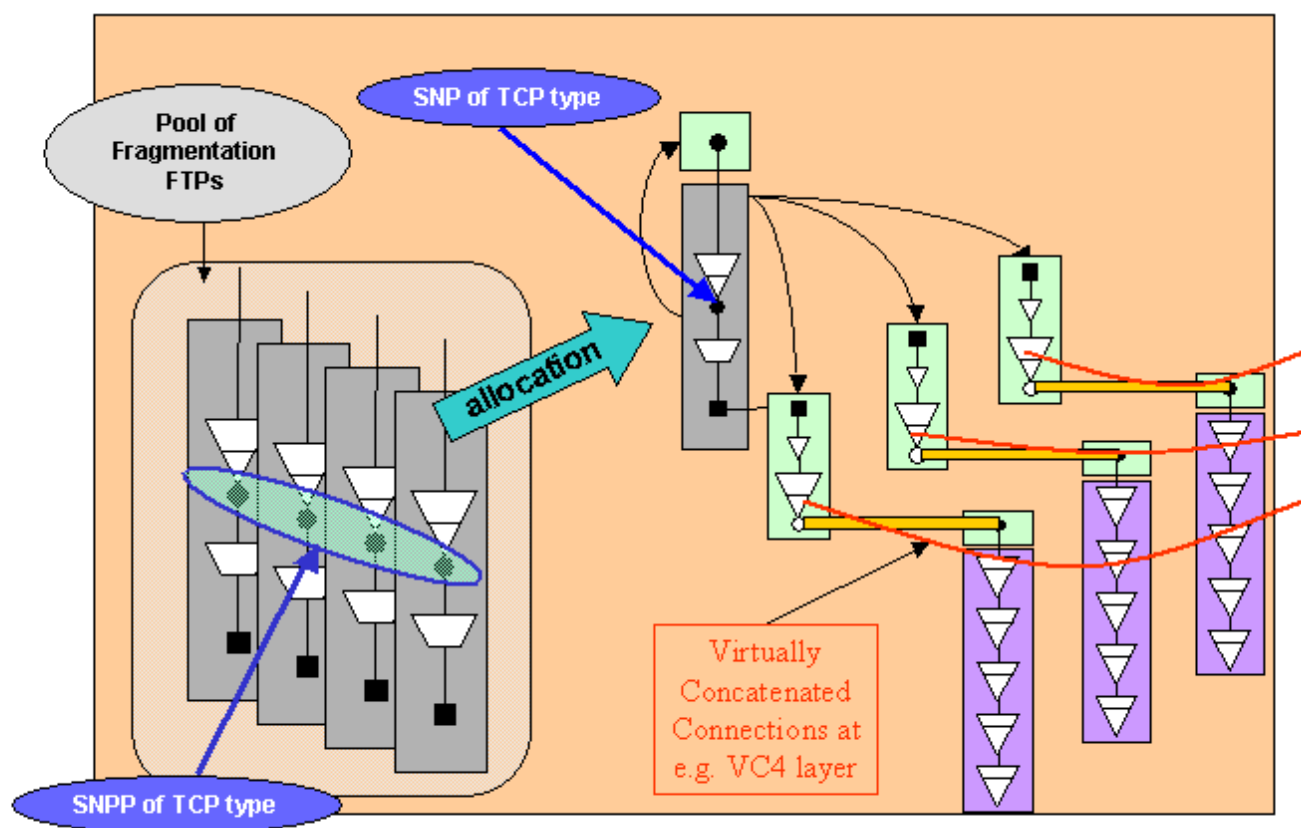 SNP of TCP type
Pool of
Fragmentation
FTPs
allocation
Virtually
Concatenated
Connections at
e.g. VC4 layer
SNPP of TCP type